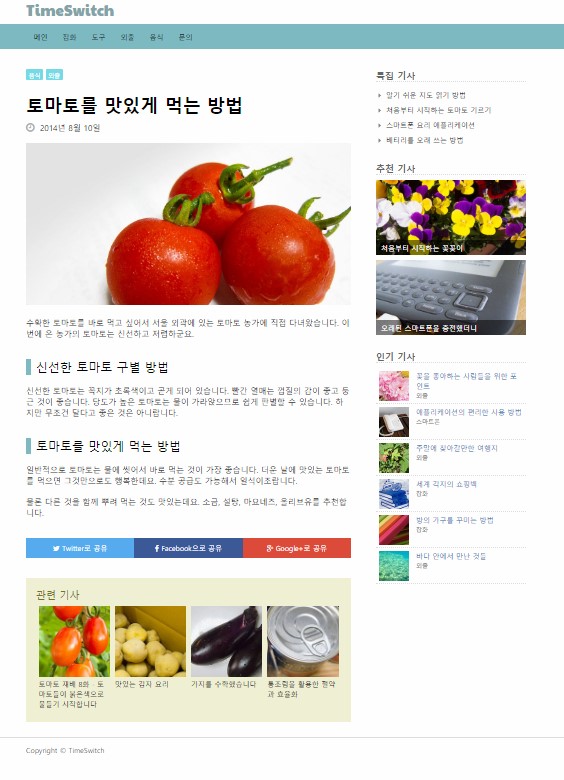 TimeSwitch
메인 잡화 도구 외출 음식 문의
음식 외출
토마토를 맛있게 먹는 방법
2014년 8월 10일
수확한 토마토를 바로 먹고 싶어서 서울 외곽에 있는 토마토 농가에 직접 다녀왔습니다. 이
번에 온 농가의 토마토는 신선하고 저렴하군요.
신선한 토마토 구별 방법
신선한 토마토는 꼭지가 초록색이고 곧게 되어 있습니다. 빨간 열매는 껍질의 감이 좋고 둥
근 것이 좋습니다. 당도가 높은 토마토는 물이 가라앉으므로 쉽게 판별할 수 있습니다. 하
지만 무조건 달다고 좋은 것은 아니랍니다.
토마토를 맛있게 먹는 방법
일반적으로 토마토는 물에 씻어서 바로 먹는 것이 가장 좋습니다. 더운 날에 맛있는 토마토
를 먹으면 그것만으로도 행복한데요. 수분 공급도 가능해서 일석이조랍니다.
물론 다른 것을 함께 뿌려 먹는 것도 맛있는데요. 소금, 설탕, 마요네즈, 올리브유를 추천합
니다.
Twitter로 공유
Facebook으로 공유
Google+로 공유
관련 기사
토마토 재배 8화 - 토
마토들이 붉은색으로
물들기 시작합니다
맛있는 감자 요리
가지를 수확했습니다
통조림을 활용한 절약
과 효율화
특집 기사
알기 쉬운 지도 읽기 방법
처음부터 시작하는 토마토 기르기
스마트폰 요리 애플리케이션
배터리를 오래 쓰는 방법
추천 기사
처음부터 시작하는 꽃꽂이
오래된 스마트폰을 충전했더니
인기 기사
꽃을 좋아하는 사람들을 위한 포
인트
외출
애플리케이션의 편리한 사용 방법
스마트폰
주말에 찾아갈만한 여행지
외출
세계 각지의 쇼핑백
잡화
방의 가구를 꾸미는 방법
잡화
바다 안에서 만난 것들
외출
Copyright © TimeSwitch